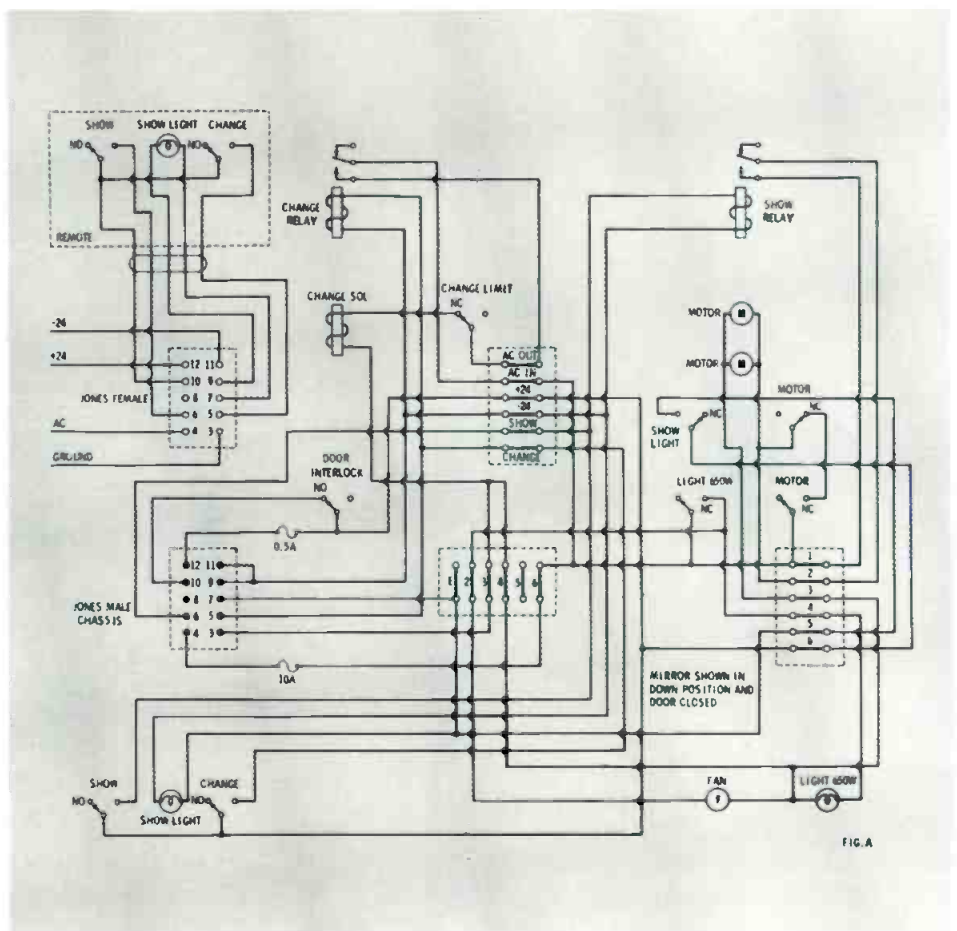 SHOW SHOW LIGHT CHANGE
NO NO
REMOTE
CHANGE
RELAY
SHOW
RELAY
CHANGE SOL
CHANGE LIMIT
NC
-24
+24
12 11
10 9
8 7
6 5
4 3
JONES FEMALE
AC
GROUND
AC OUT
AC IN
+24
-24
SHOW
CHANGE
MOTOR M
MOTOR M
MOTOR
NC
SHOW
LIGHT
NC
DOOR
INTERLOCK
NO
LIGHT 650W
NC
MOTOR
NC
0.5A
12 11
10 9
8 7
6 5
4 3
JONES MALE
CHASSIS
10A
1 2 3 4 5 6
1
2
3
4
5
6
MIRROR SHOWN IN
DOWN POSITION AND
DOOR CLOSED
SHOW CHANGE
NO NO
SHOW LIGHT
FAN
F
LIGHT 650W
FIG. A